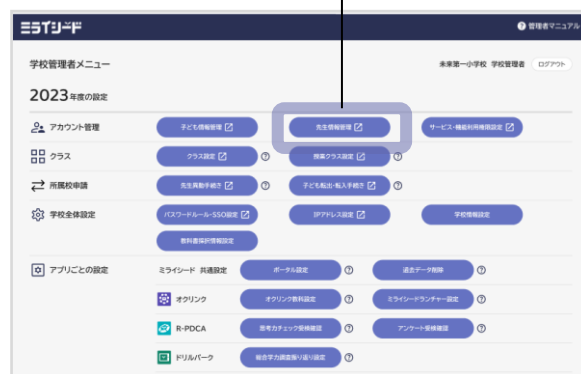 ミライシード
管理者マニュアル
学校管理者メニュー
未来第一小学校 学校管理者 ログアウト
2023年度の設定
アカウント管理 子ども情報管理 先生情報管理 サービス・機能利用権限設定
クラス クラス設定 授業クラス設定
所属校申請 先生異動手続き 子ども転出・転入手続き
学校全体設定 パスワードルール・SSO設定 IPアドレス設定 学校情報設定
教科書採択情報設定
アプリごとの設定 ミライシード 共通設定 ポータル設定 過去データ削除
オクリンク オクリンク教科設定 ミライシードランチャー設定
R-PDCA 思考力チェック受検確認 アンケート受検確認
ドリルパーク 総合学力調査振り返り設定